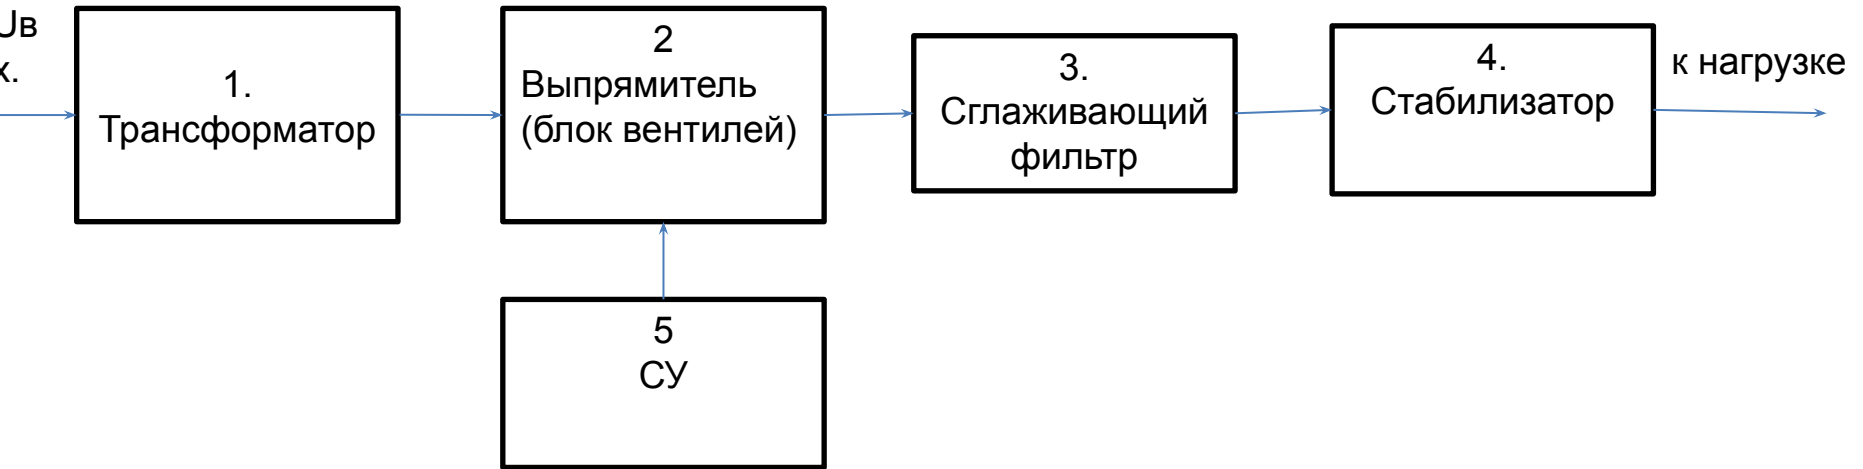 Uв
х.
1.
Трансформатор
2
Выпрямитель
(блок вентилей)
3.
Сглаживающий
фильтр
4.
Стабилизатор
к нагрузке
5
СУ